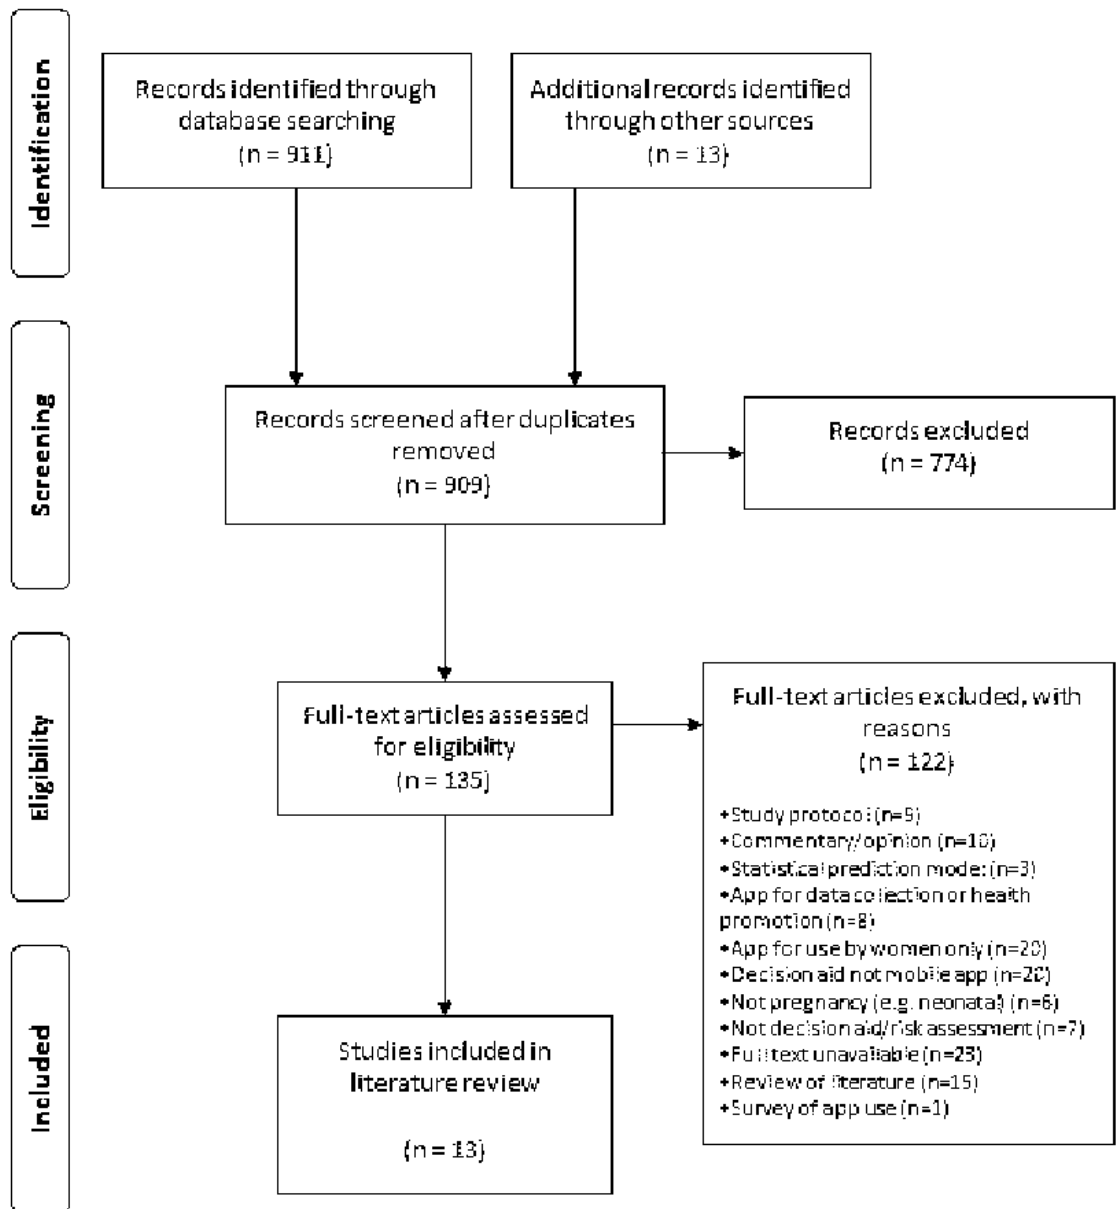 Identification
Records identified through
database searching
(n = 911)
Additional records identified
through other sources
(n = 13)
Screening
Records screened after duplicates
removed
(n = 909)
Records excluded
(n = 774)
Eligibility
Full-text articles assessed
for eligibility
(n = 135)
Full-text articles excluded, with
reasons
(n = 122)
•Study protocol (n=9)
•Commentary/opinion (n=10)
•Statistical prediction model (n=3)
•App for data collection or health
promotion (n=8)
•App for use by women only (n=20)
•Decision aid not mobile app (n=20)
•Not pregnancy (e.g. neonatal) (n=6)
•Not decision aid/risk assessment (n=7)
•Full text unavailable (n=23)
•Review of literature (n=15)
•Survey of app use (n=1)
Included
Studies included in
literature review
(n = 13)